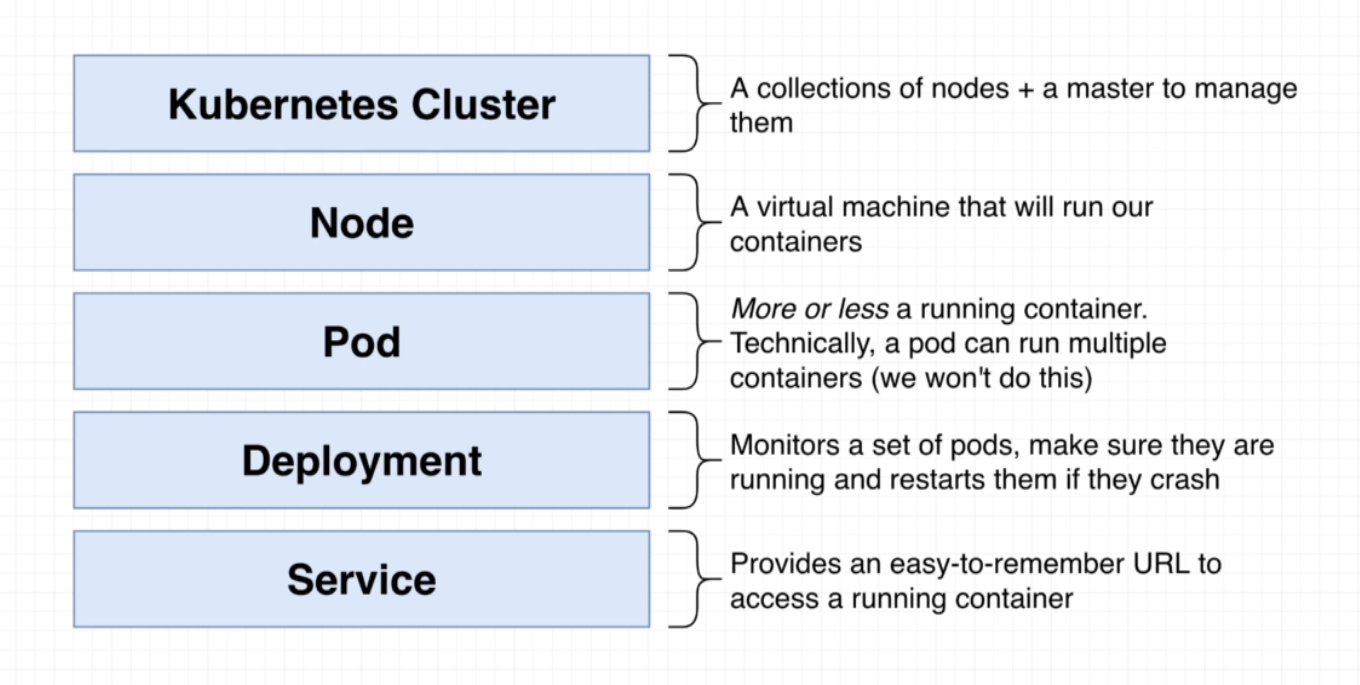 Kubernetes Cluster
A collections of nodes + a master to manage
them
Node
A virtual machine that will run our
containers
Pod
More or less a running container.
Technically, a pod can run multiple
containers (we won't do this)
Deployment
Monitors a set of pods, make sure they are
running and restarts them if they crash
Service
Provides an easy-to-remember URL to
access a running container